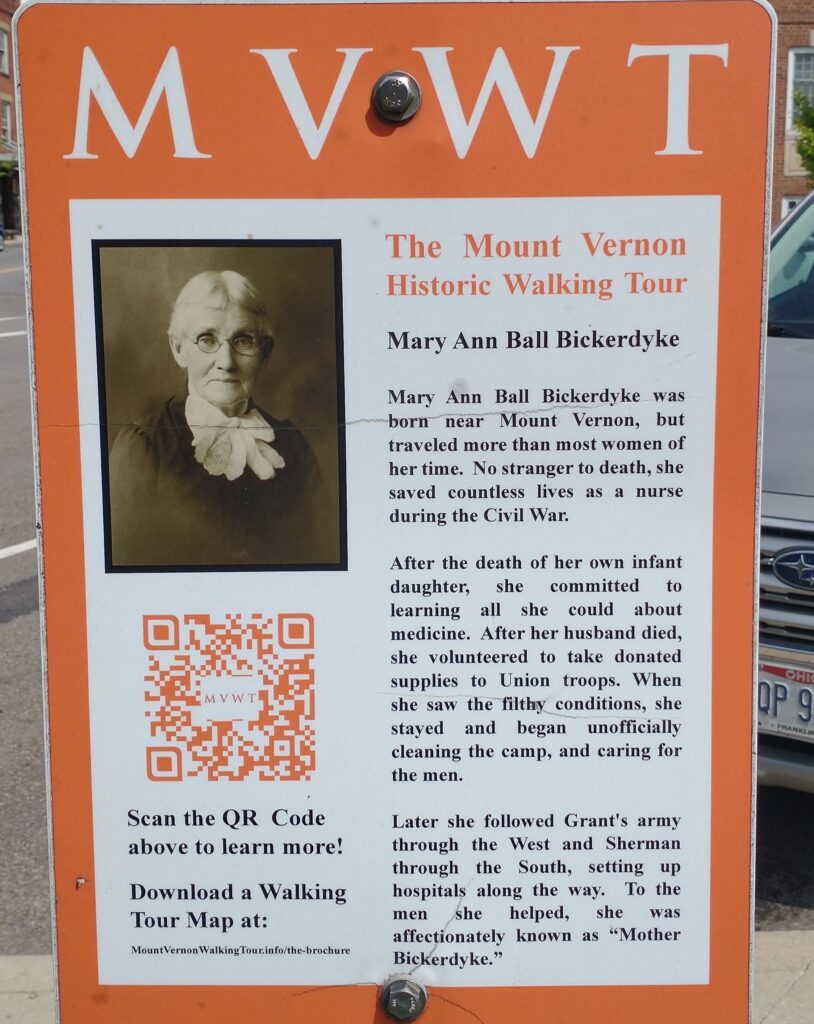 MVWT
The Mount Vernon
Historic Walking Tour
Mary Ann Ball Bickerdyke
Mary Ann Ball Bickerdyke was
born near Mount Vernon, but
traveled more than most women of
her time. No stranger to death, she
saved countless lives as a nurse
during the Civil War.
After the death of her own infant
daughter, she committed to
learning all she could about
medicine. After her husband died,
she volunteered to take donated
supplies to Union troops. When
she saw the filthy conditions, she
stayed and began unofficially
cleaning the camp, and caring for
the men.
Later she followed Grant's army
through the West and Sherman
through the South, setting up
hospitals along the way. To the
men she helped, she was
affectionately known as “Mother
Bickerdyke.”
MVWT
Scan the QR Code
above to learn more!
Download a Walking
Tour Map at:
MountVernonWalkingTour.info/the-brochure